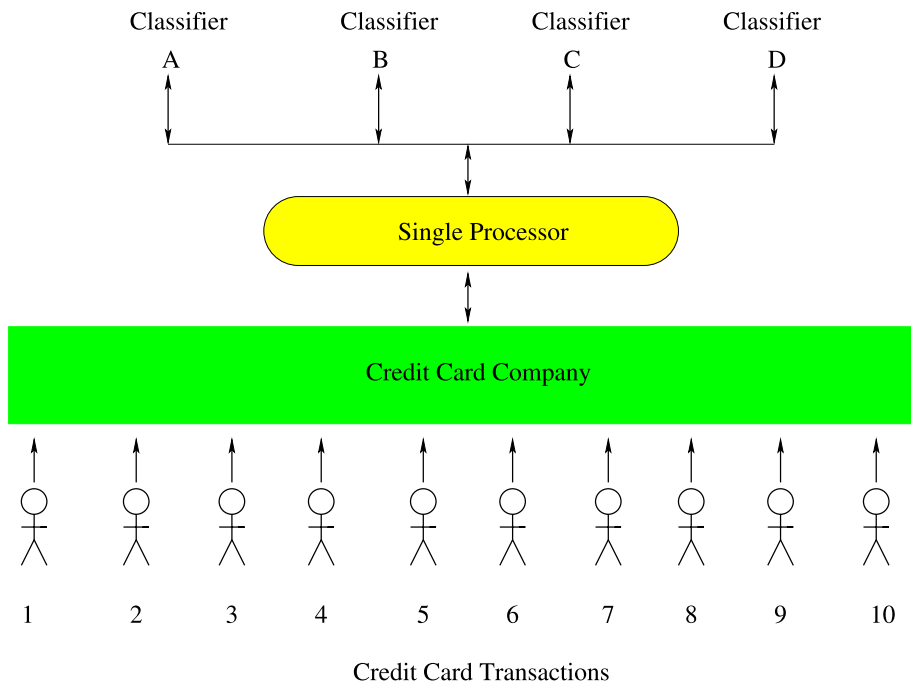 Classifier Classifier Classifier Classifier
A B C D
Single Processor
Credit Card Company
1 2 3 4 5 6 7 8 9 10
Credit Card Transactions